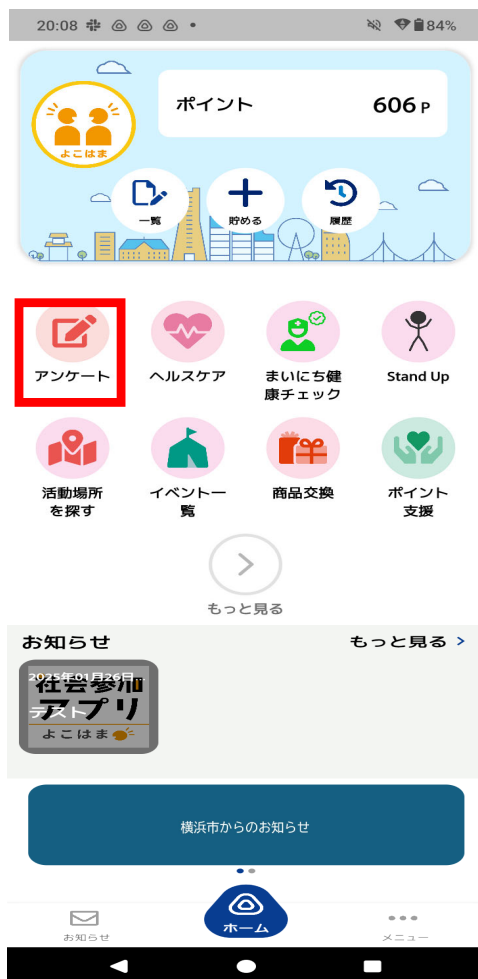 20:08
84%
よこはま
ポイント
606 P
一覧
貯める
履歴
アンケート
ヘルスケア
まいにち健
康チェック
Stand Up
活動場所
を探す
イベント一
覧
商品交換
ポイント
支援
もっと見る
お知らせ
もっと見る >
2025年01月26日...
社会参加
アプリ
テスト
よこはま
横浜市からのお知らせ
お知らせ
ホーム
メニュー